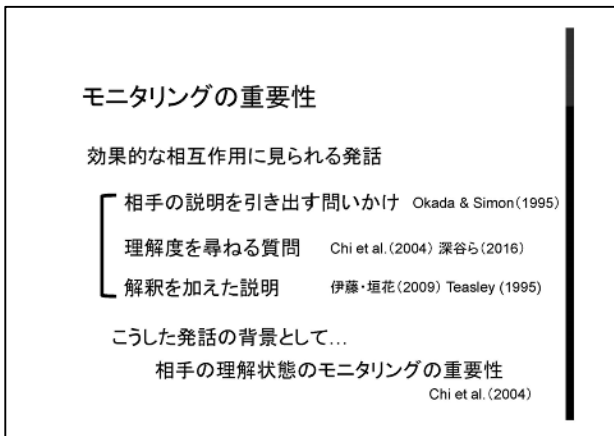 モニタリングの重要性
効果的な相互作用に見られる発話
相手の説明を引き出す問いかけ Okada & Simon(1995)
理解度を尋ねる質問 Chi et al.(2004) 深谷ら(2016)
解釈を加えた説明 伊藤・垣花(2009) Teasley (1995)
こうした発話の背景として…
相手の理解状態のモニタリングの重要性
Chi et al.(2004)